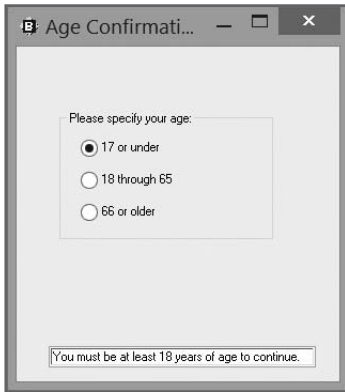 B Age Confirmati...
Please specify your age:
17 or under
18 through 65
66 or older
You must be at least 18 years of age to continue.